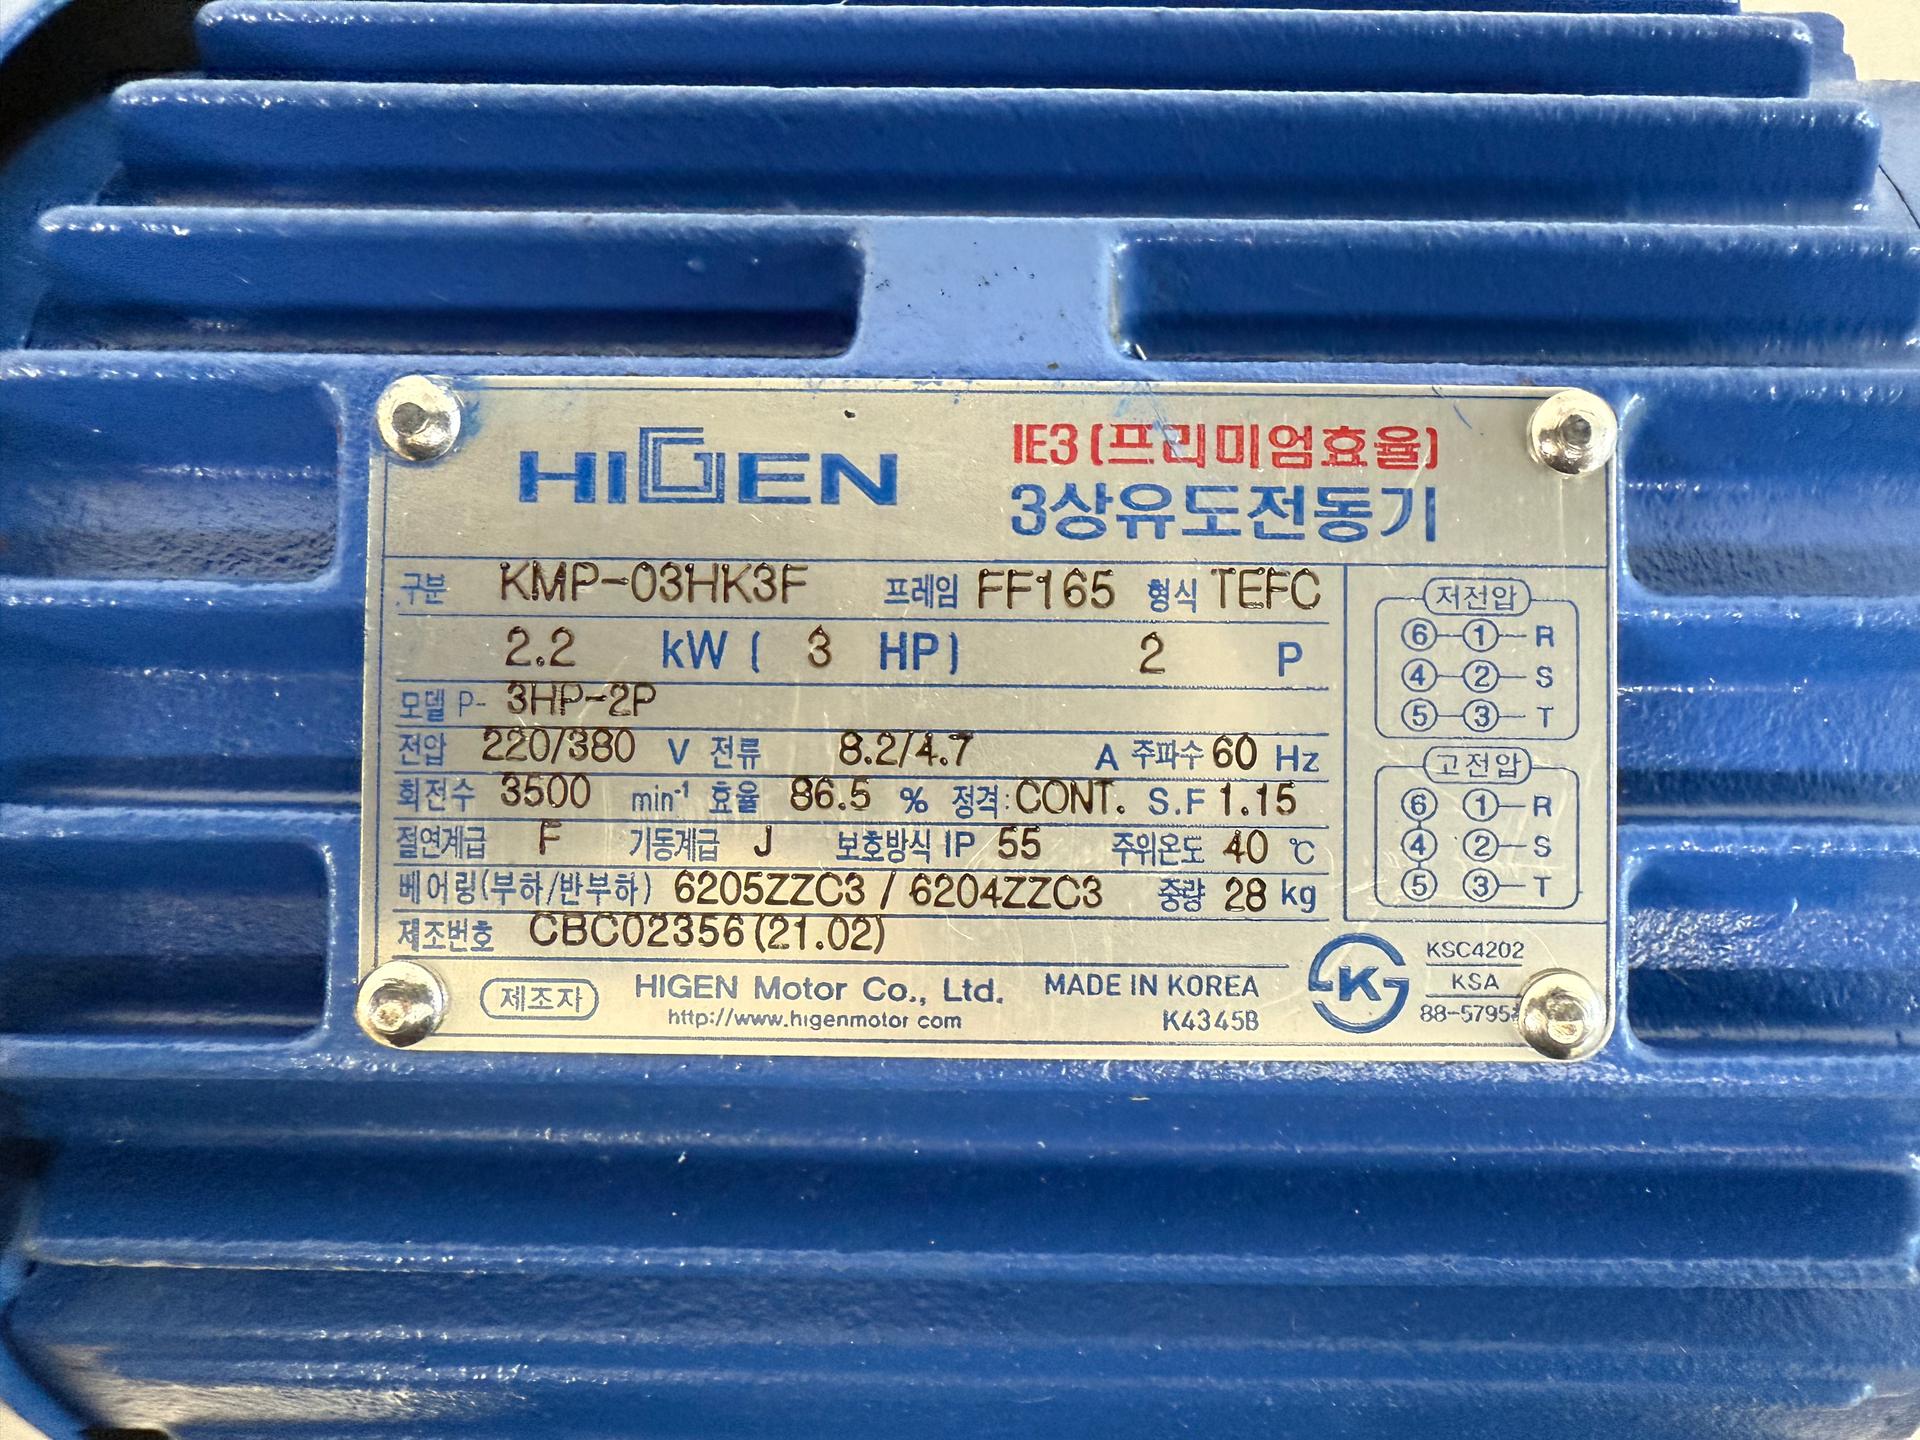 HIGEN
IE3 (프리미엄효율)
3상유도전동기
구분 KMP-03HK3F 프레임 FF165 형식 TEFC
2.2 kW ( 3 HP) 2 P
모델 P- 3HP-2P
전압 220/380 V 전류 8.2/4.7 A 주파수 60 Hz
회전수 3500 min-1 효율 86.5 % 정격: CONT. S.F 1.15
절연계급 F 기동계급 J 보호방식 IP 55 주위온도 40 ℃
베어링(부하/반부하) 6205ZZC3 / 6204ZZC3 중량 28 kg
제조번호 CBC02356(21.02)
저전압
⑥ ① R
④ ② S
⑤ ③ T
고전압
⑥ ① R
④ ② S
⑤ ③ T
제조자 HIGEN Motor Co., Ltd. MADE IN KOREA
http://www.higenmotor.com K4345B
K
KSC4202
KSA